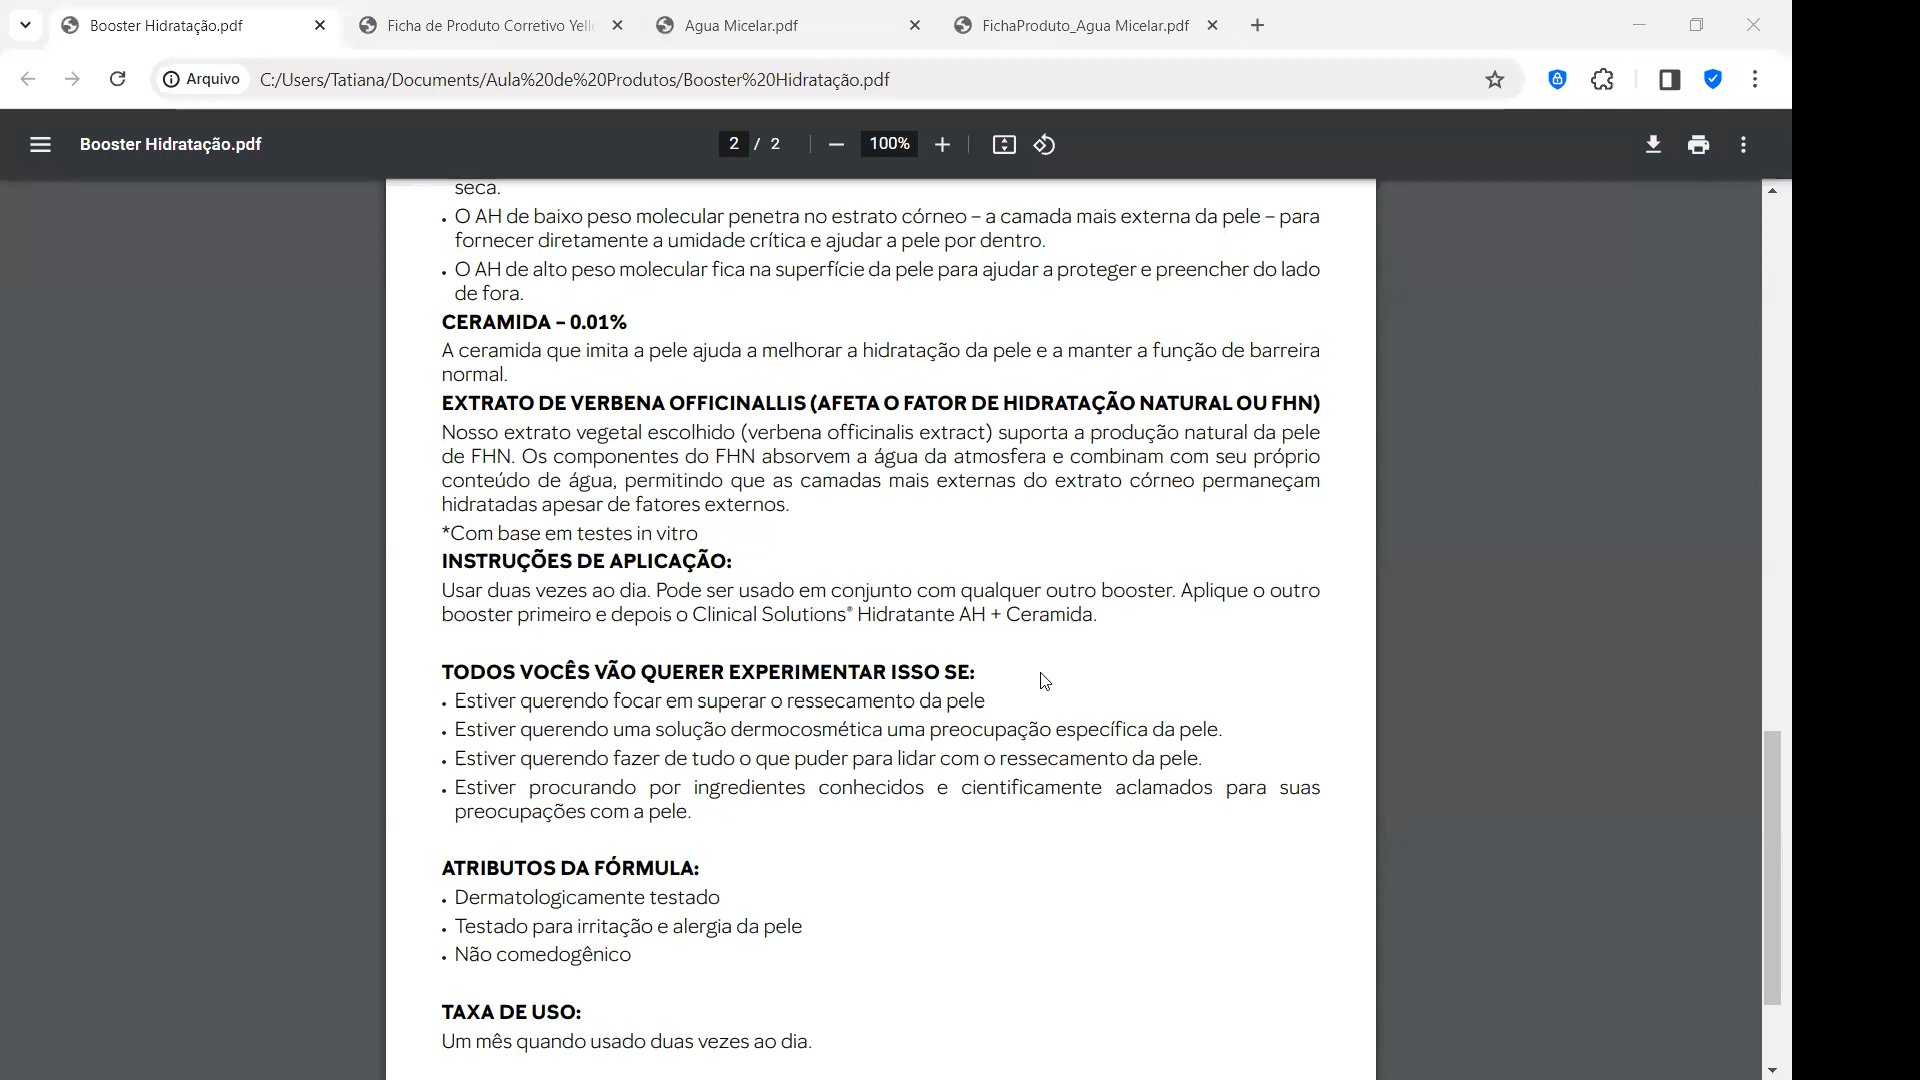 Booster Hidratação.pdf
Ficha de Produto Corretivo Yell
Agua Micelar.pdf
FichaProduto_Agua Micelar.pdf
Arquivo
C:/Users/Tatiana/Documents/Aula%20de%20Produtos/Booster%20Hidratação.pdf
Booster Hidratação.pdf
2 / 2
100%
seca.
• O AH de baixo peso molecular penetra no estrato córneo – a camada mais externa da pele – para
fornecer diretamente a umidade crítica e ajudar a pele por dentro.
• O AH de alto peso molecular fica na superfície da pele para ajudar a proteger e preencher do lado
de fora.
CERAMIDA – 0.01%
A ceramida que imita a pele ajuda a melhorar a hidratação da pele e a manter a função de barreira
normal.
EXTRATO DE VERBENA OFFICINALLIS (AFETA O FATOR DE HIDRATAÇÃO NATURAL OU FHN)
Nosso extrato vegetal escolhido (verbena officinalis extract) suporta a produção natural da pele
de FHN. Os componentes do FHN absorvem a água da atmosfera e combinam com seu próprio
conteúdo de água, permitindo que as camadas mais externas do extrato córneo permaneçam
hidratadas apesar de fatores externos.
*Com base em testes in vitro
INSTRUÇÕES DE APLICAÇÃO:
Usar duas vezes ao dia. Pode ser usado em conjunto com qualquer outro booster. Aplique o outro
booster primeiro e depois o Clinical Solutions® Hidratante AH + Ceramida.
TODOS VOCÊS VÃO QUERER EXPERIMENTAR ISSO SE:
• Estiver querendo focar em superar o ressecamento da pele
• Estiver querendo uma solução dermocosmética uma preocupação específica da pele.
• Estiver querendo fazer de tudo o que puder para lidar com o ressecamento da pele.
• Estiver procurando por ingredientes conhecidos e cientificamente aclamados para suas
preocupações com a pele.
ATRIBUTOS DA FÓRMULA:
• Dermatologicamente testado
• Testado para irritação e alergia da pele
• Não comedogênico
TAXA DE USO:
Um mês quando usado duas vezes ao dia.